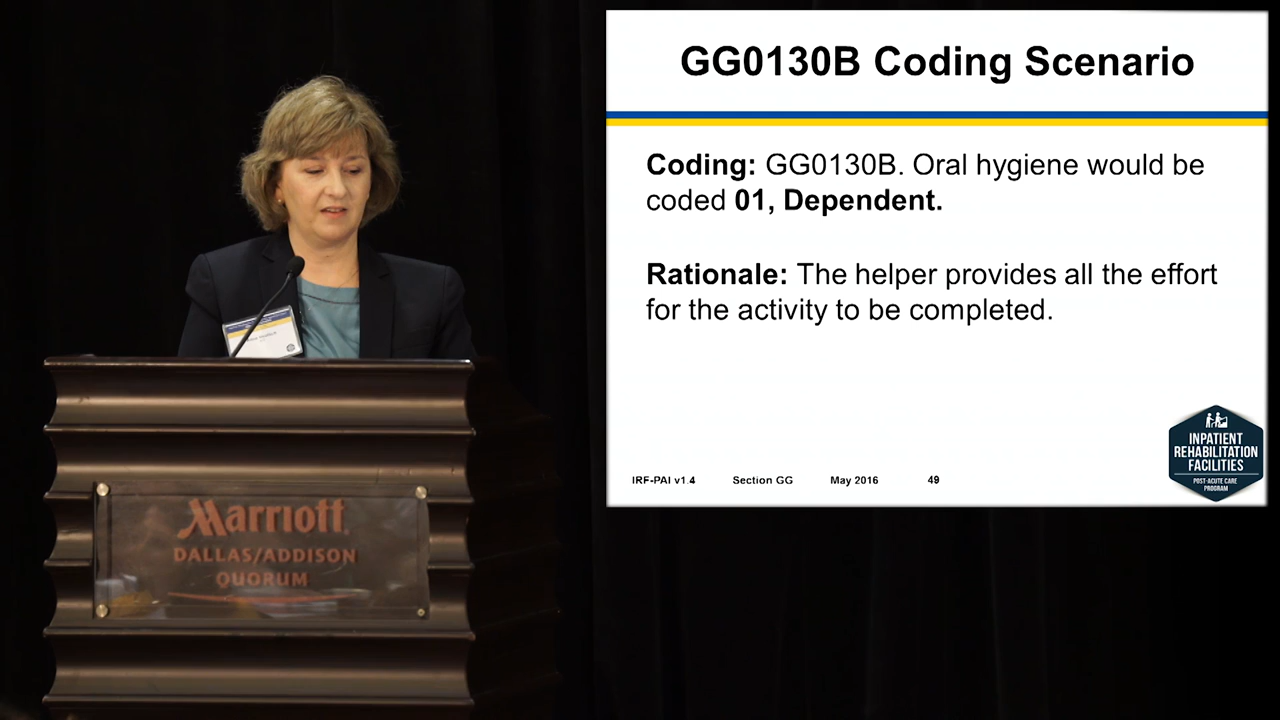 GG0130B Coding Scenario
Coding: GG0130B. Oral hygiene would be
coded 01, Dependent.
Rationale: The helper provides all the effort
for the activity to be completed.
IRF-PAI v1.4 Section GG May 2016 49
INPATIENT
REHABILITATION
FACILITIES
POST-ACUTE CARE
PROGRAM
Marriott
DALLAS/ADDISON
QUORUM